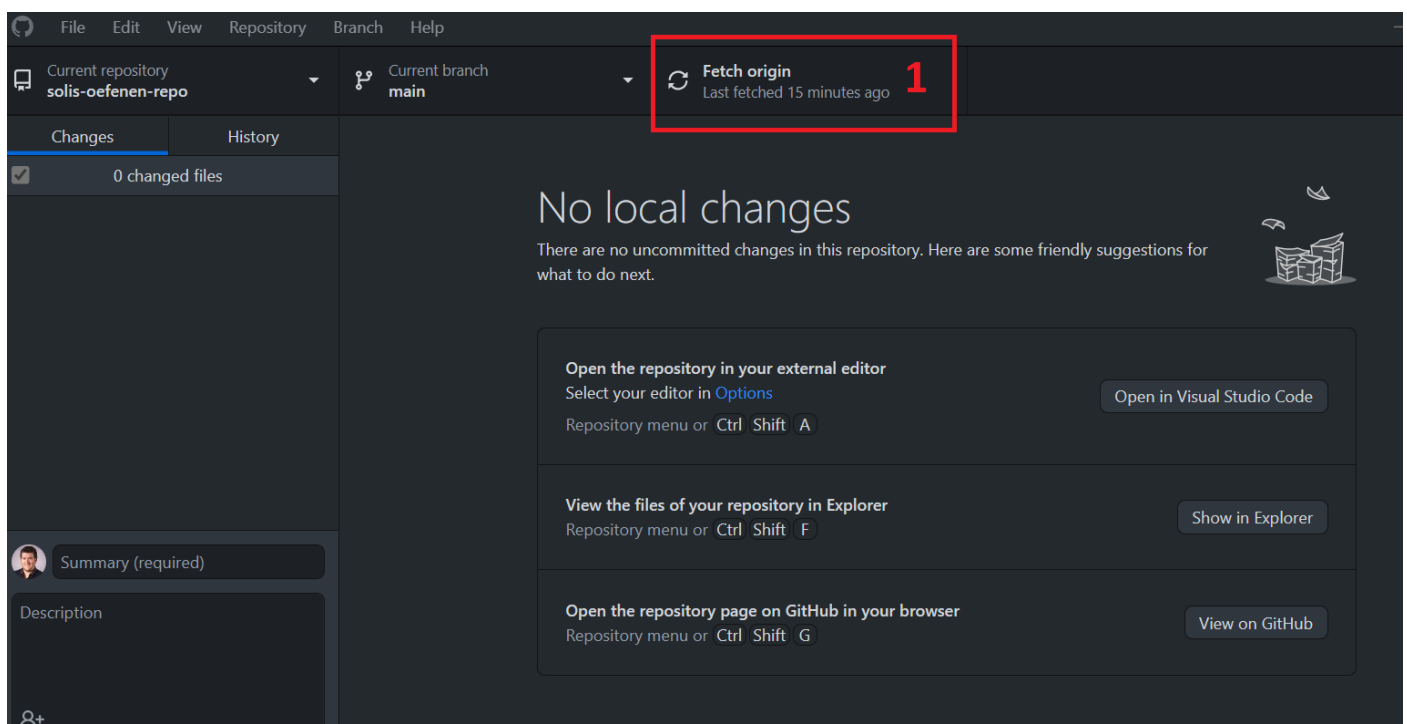 File Edit View Repository Branch Help
Current repository
solis-oefenen-repo
Current branch
main
Fetch origin
Last fetched 15 minutes ago
1
Changes History
0 changed files
No local changes
There are no uncommitted changes in this repository. Here are some friendly suggestions for
what to do next.
Open the repository in your external editor
Select your editor in Options
Repository menu or Ctrl Shift A
Open in Visual Studio Code
View the files of your repository in Explorer
Repository menu or Ctrl Shift F
Show in Explorer
Open the repository page on GitHub in your browser
Repository menu or Ctrl Shift G
View on GitHub
Summary (required)
Description